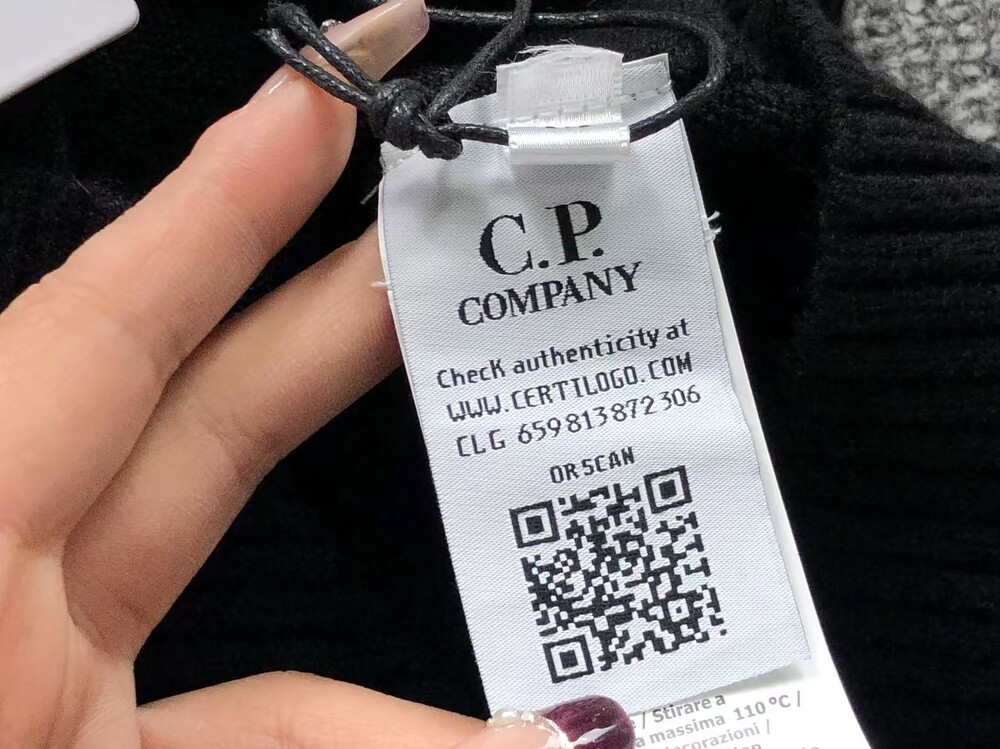 C.P.
COMPANY
Check authenticity at
WWW.CERTILOGO.COM
CLG 659813872306
OR SCAN
/ Stirare a
a massima 110°C /
decorazioni /